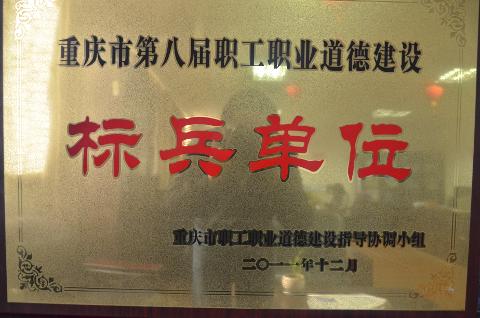 重庆市第八届职工职业道德建设
标兵单位
重庆市职工职业道德建设指导协调小组
二〇一一年十二月